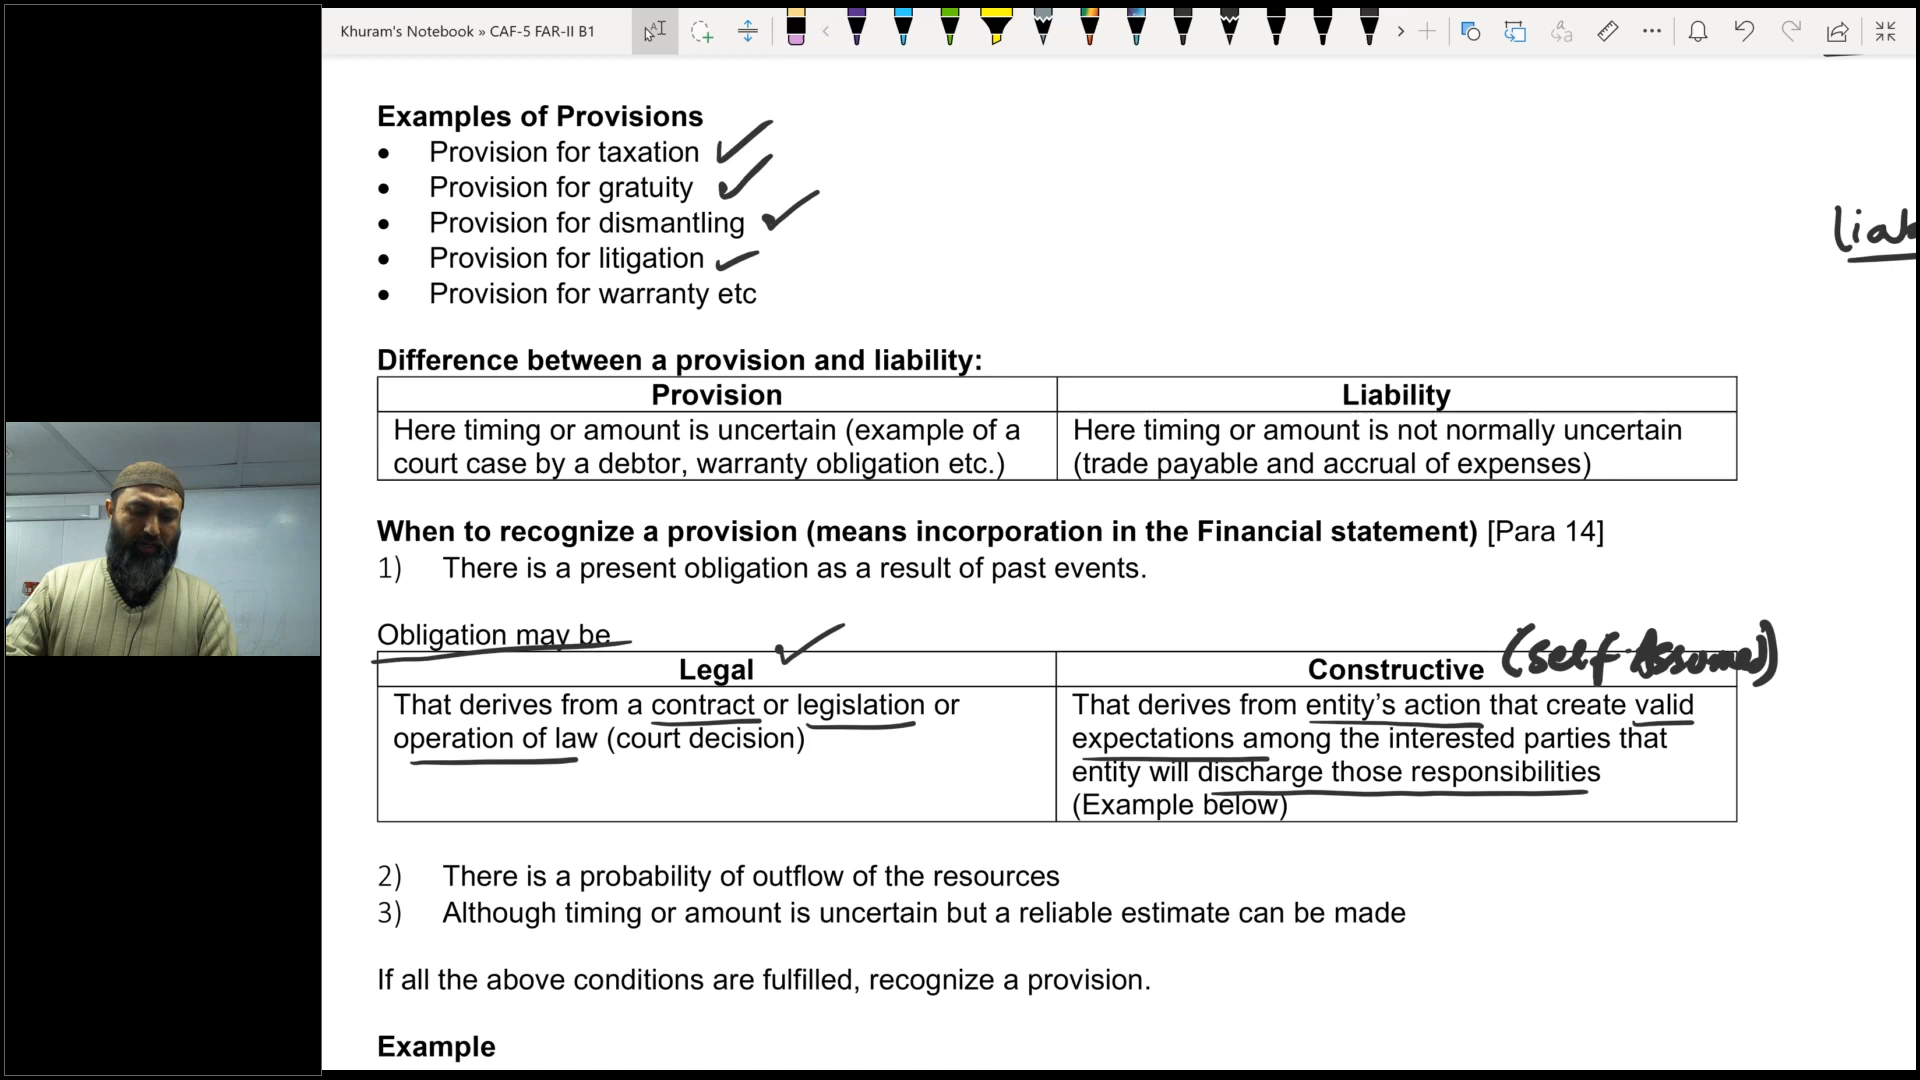 Khuram's Notebook » CAF-5 FAR-II B1
Examples of Provisions
• Provision for taxation
• Provision for gratuity
• Provision for dismantling
• Provision for litigation
• Provision for warranty etc
Difference between a provision and liability:
Provision
Liability
Here timing or amount is uncertain (example of a
court case by a debtor, warranty obligation etc.)
Here timing or amount is not normally uncertain
(trade payable and accrual of expenses)
When to recognize a provision (means incorporation in the Financial statement) [Para 14]
1) There is a present obligation as a result of past events.
Obligation may be
Legal
Constructive (self Assumed)
That derives from a contract or legislation or
operation of law (court decision)
That derives from entity’s action that create valid
expectations among the interested parties that
entity will discharge those responsibilities
(Example below)
2) There is a probability of outflow of the resources
3) Although timing or amount is uncertain but a reliable estimate can be made
If all the above conditions are fulfilled, recognize a provision.
Example